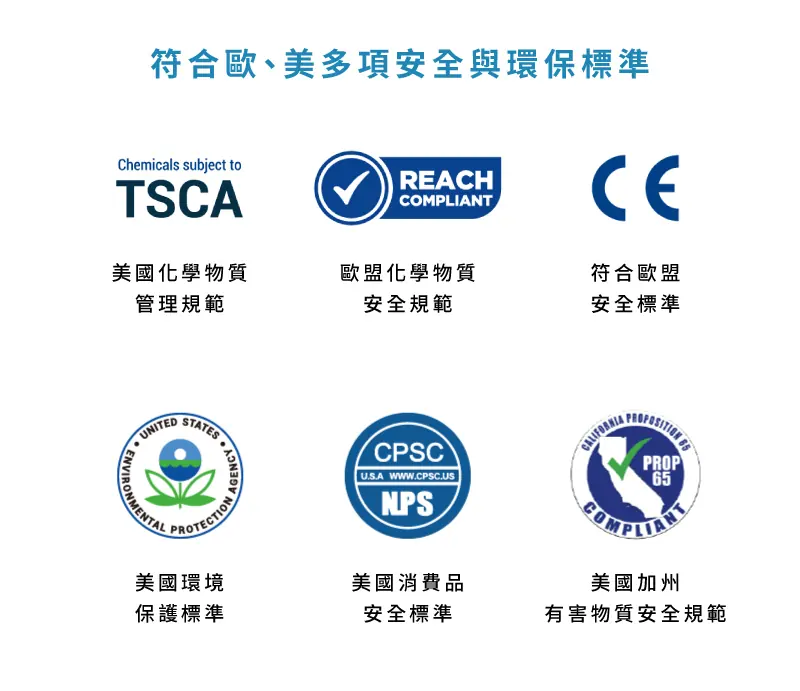 符合歐、美多項安全與環保標準
Chemicals subject to
TSCA
美國化學物質
管理規範
REACH
COMPLIANT
歐盟化學物質
安全規範
CE
符合歐盟
安全標準
UNITED STATES
ENVIRONMENTAL PROTECTION AGENCY
美國環境
保護標準
CPSC
U.S.A WWW.CPSC.US
NPS
美國消費品
安全標準
CALIFORNIA PROPOSITION 65
PROP
65
COMPLIANT
美國加州
有害物質安全規範